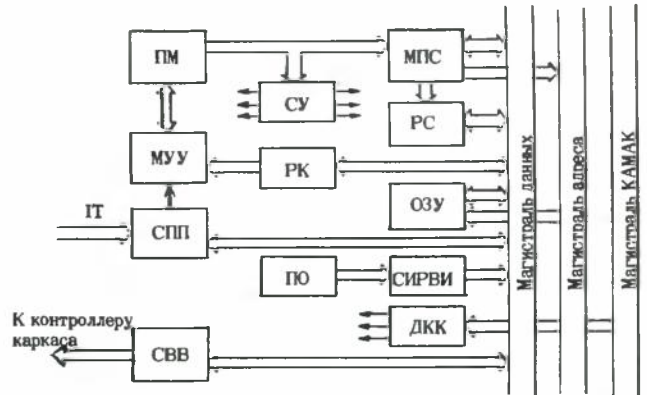 ПМ
МПС
СУ
РС
МУУ
РК
IT
СПП
ОЗУ
ПО
СИРВИ
К контроллеру
каркаса
СВВ
ДКК
Магистраль данных
Магистраль адреса
Магистраль КАМАК